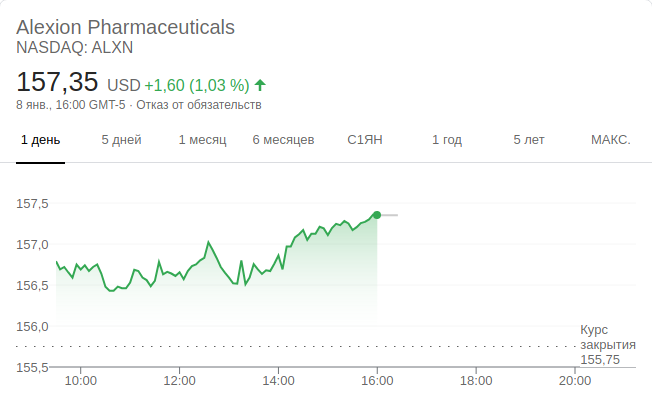 Alexion Pharmaceuticals
NASDAQ: ALXN
157,35 USD +1,60 (1,03 %)
8 янв., 16:00 GMT-5 · Отказ от обязательств
1 день 5 дней 1 месяц 6 месяцев С1ЯН 1 год 5 лет МАКС.
157,5
157,0
156,5
156,0
Курс
закрытия
155,75
155,5
10:00 12:00 14:00 16:00 18:00 20:00